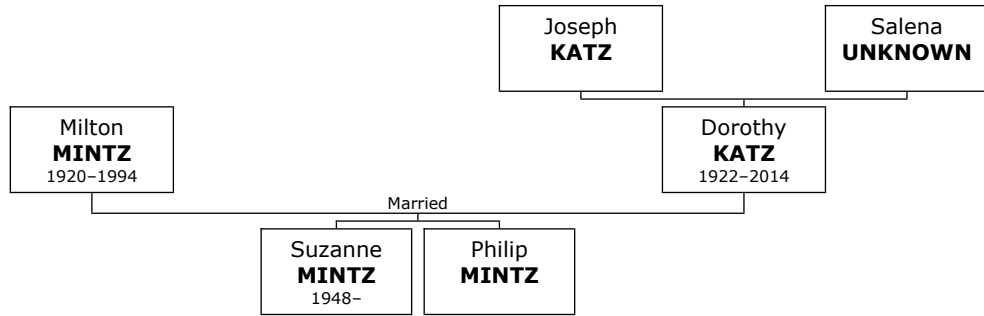 Joseph
KATZ
Salena
UNKNOWN
Milton
MINTZ
1920–1994
Dorothy
KATZ
1922–2014
Married
Suzanne
MINTZ
1948–
Philip
MINTZ